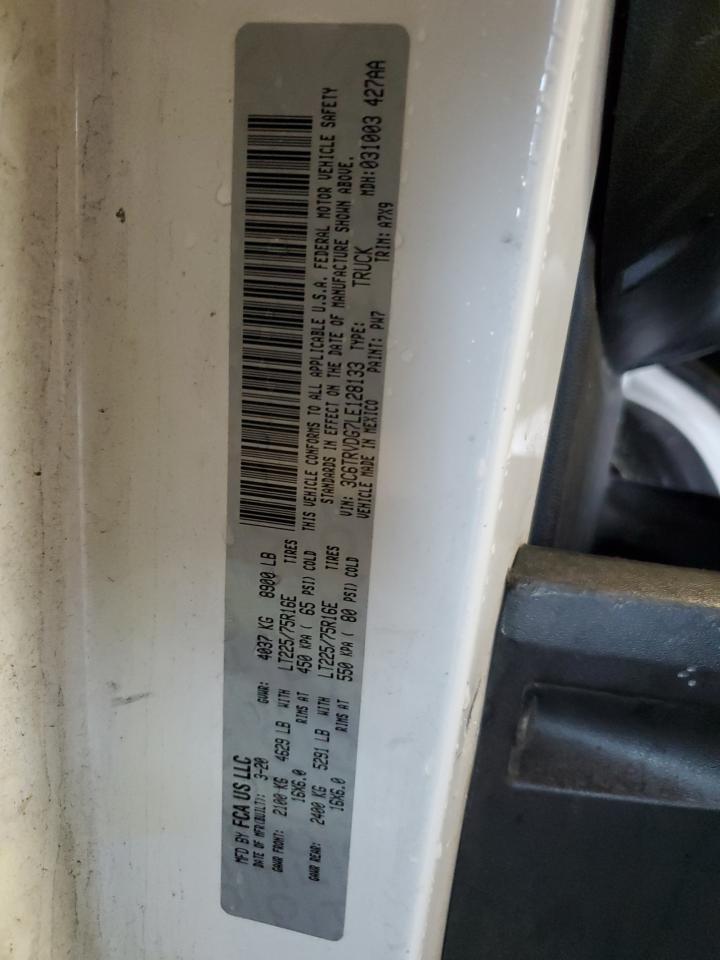 MFD BY FCA US LLC
DATE OF MFR(BUILT): 3-20 GVWR: 4037 KG 8900 LB
GAWR FRONT: 2100 KG 4629 LB WITH LT225/75R16E TIRES
16X6.0 RIMS AT 450 KPA ( 65 PSI) COLD
GAWR REAR: 2400 KG 5291 LB WITH LT225/75R16E TIRES
16X6.0 RIMS AT 550 KPA ( 80 PSI) COLD
THIS VEHICLE CONFORMS TO ALL APPLICABLE U.S.A. FEDERAL MOTOR VEHICLE SAFETY
STANDARDS IN EFFECT ON THE DATE OF MANUFACTURE SHOWN ABOVE.
VIN: 3C6TRVDG7LE128133 TYPE: TRUCK MDH:031003 427AA
VEHICLE MADE IN MEXICO PAINT: PW7 TRIM: A7X9